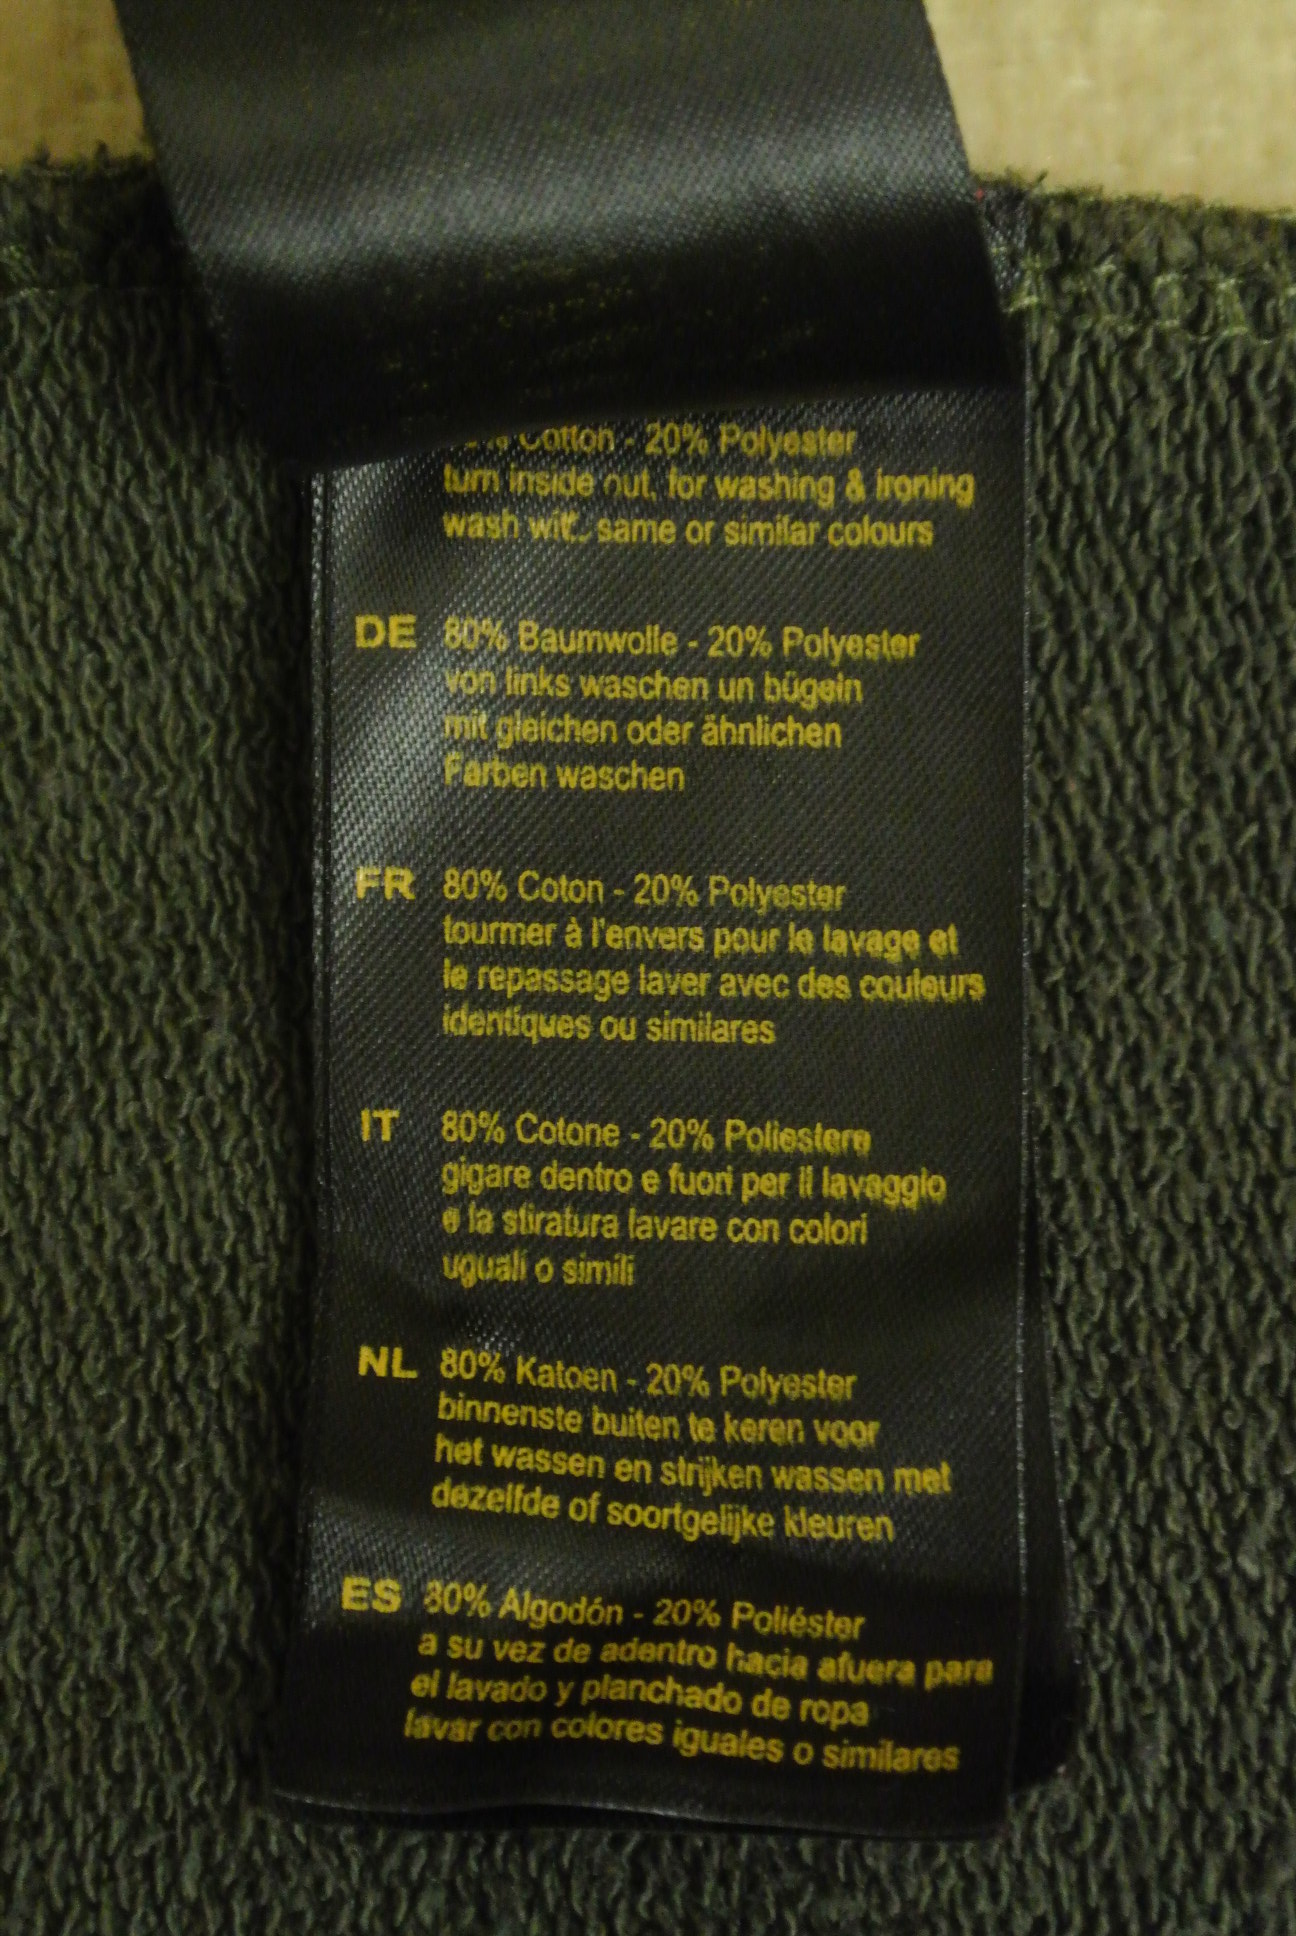 Cotton - 20% Polyester
turn inside out, for washing & ironing
wash with same or similar colours
DE 80% Baumwolle - 20% Polyester
von links waschen un bügeln
mit gleichen oder ähnlichen
Farben waschen
FR 80% Coton - 20% Polyester
tourner à l'envers pour le lavage et
le repassage laver avec des couleurs
identiques ou similares
IT 80% Cotone - 20% Poliestere
gigare dentro e fuori per il lavaggio
e la stiratura lavare con colori
uguali o simili
NL 80% Katoen - 20% Polyester
binnenste buiten te keren voor
het wassen en strijken wassen met
dezelfde of soortgelijke kleuren
ES 80% Algodón - 20% Poliéster
a su vez de adentro hacia afuera para
el lavado y planchado de ropa
lavar con colores iguales o similares